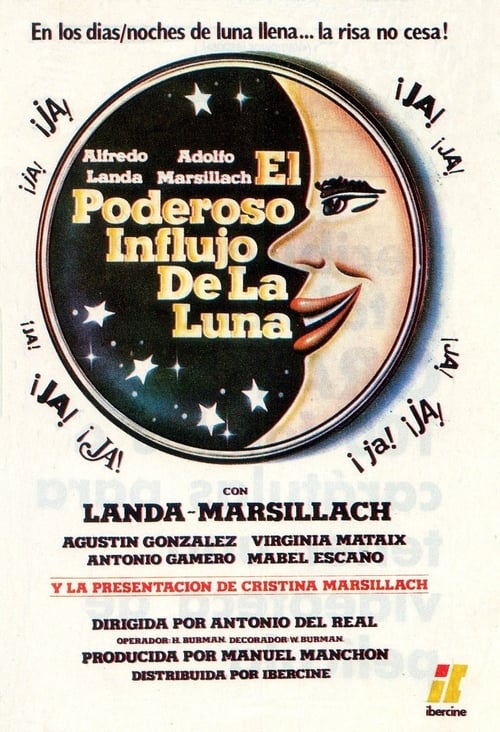 En los dias/noches de luna llena... la risa no cesa!
¡JA!
¡JA!
¡JA!
¡JA!
Alfredo Adolfo
Landa Marsillach
El
Poderoso
Influjo
De La
Luna
¡JA!
¡JA!
¡JA!
¡JA!
¡JA!
¡ja!
CON
LANDA-MARSILLACH
AGUSTIN GONZALEZ VIRGINIA MATAIX
ANTONIO GAMERO MABEL ESCAÑO
Y LA PRESENTACION DE CRISTINA MARSILLACH
DIRIGIDA POR ANTONIO DEL REAL
OPERADOR: H. BURMAN. DECORADOR: W. BURMAN.
PRODUCIDA POR MANUEL MANCHON
DISTRIBUIDA POR IBERCINE
ibercine